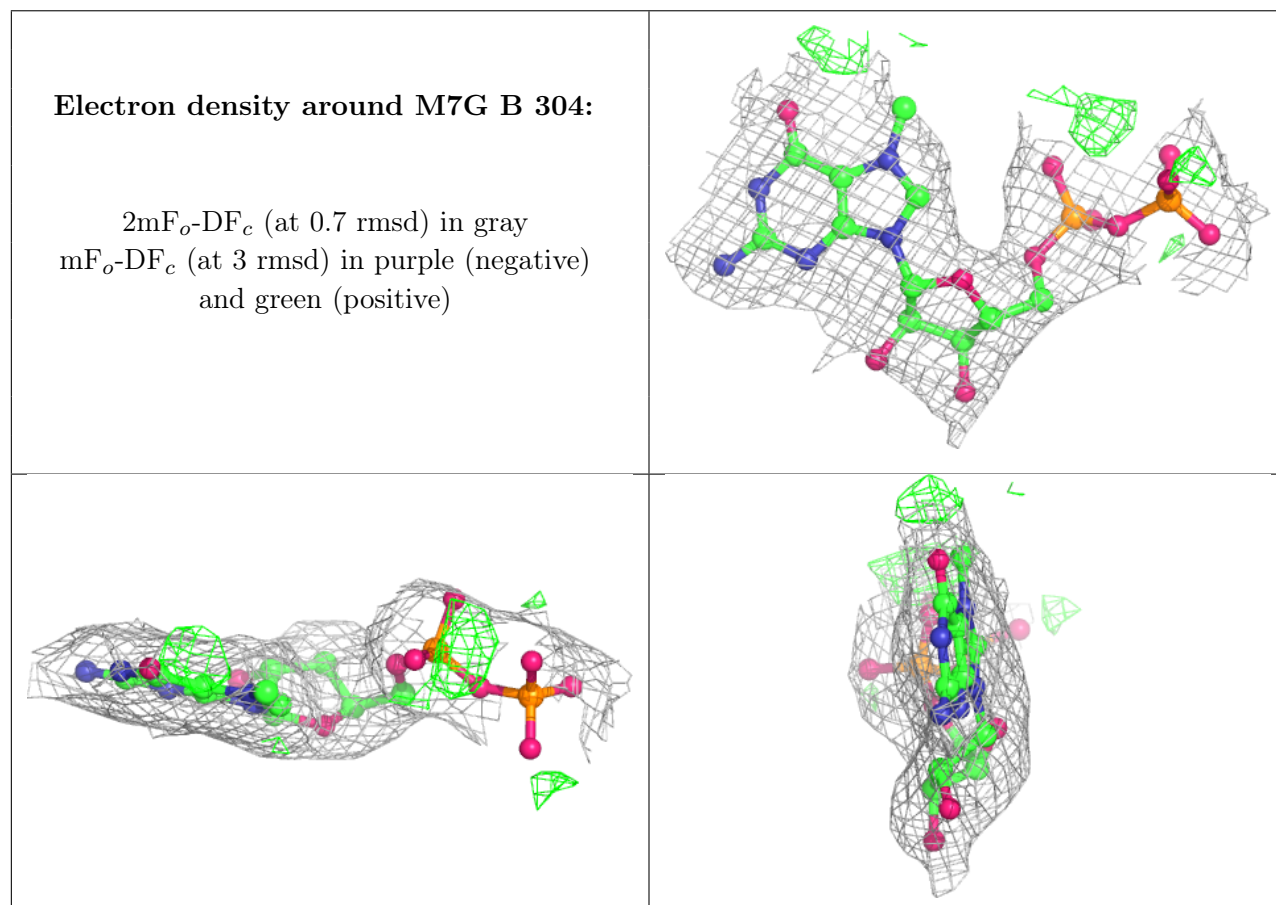 Electron density around M7G B 304:
2mFo-DFc (at 0.7 rmsd) in gray
mFo-DFc (at 3 rmsd) in purple (negative)
and green (positive)